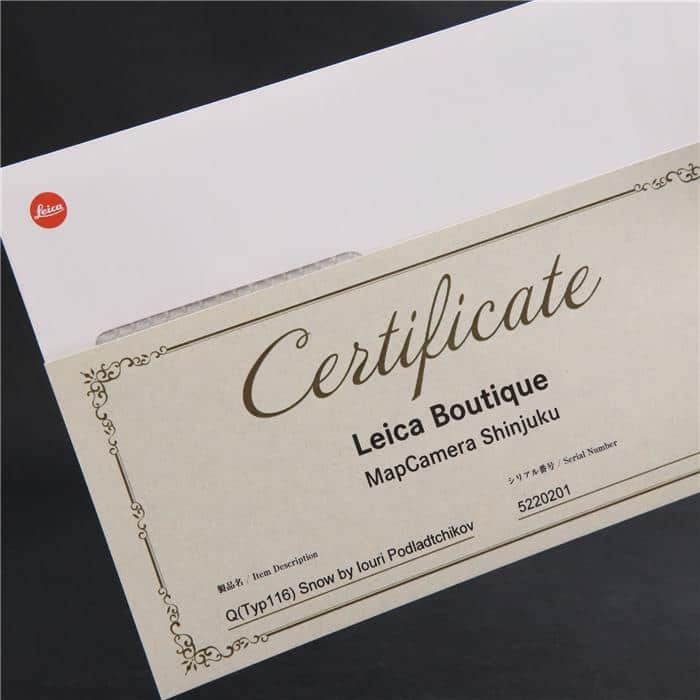 Leica
Certificate
Leica Boutique
MapCamera Shinjuku
シリアル番号 / Serial Number
5220201
製品名 / Item Description
Q(Typ116) Snow by Iouri Podladtchikov